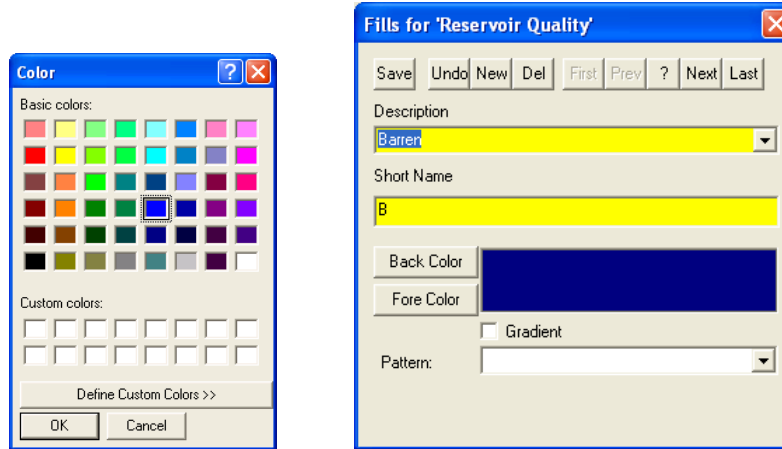 Color
Basic colors:
Custom colors:
Define Custom Colors >>
OK Cancel
Fills for 'Reservoir Quality'
Save Undo New Del First Prev ? Next Last
Description
Barren
Short Name
B
Back Color
Fore Color
Gradient
Pattern: